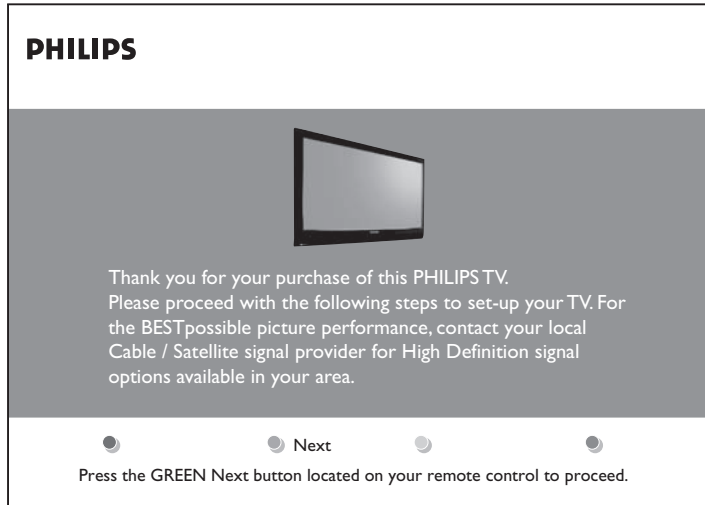 PHILIPS
Thank you for your purchase of this PHILIPS TV.
Please proceed with the following steps to set-up your TV. For
the BESTpossible picture performance, contact your local
Cable / Satellite signal provider for High Definition signal
options available in your area.
Next
Press the GREEN Next button located on your remote control to proceed.